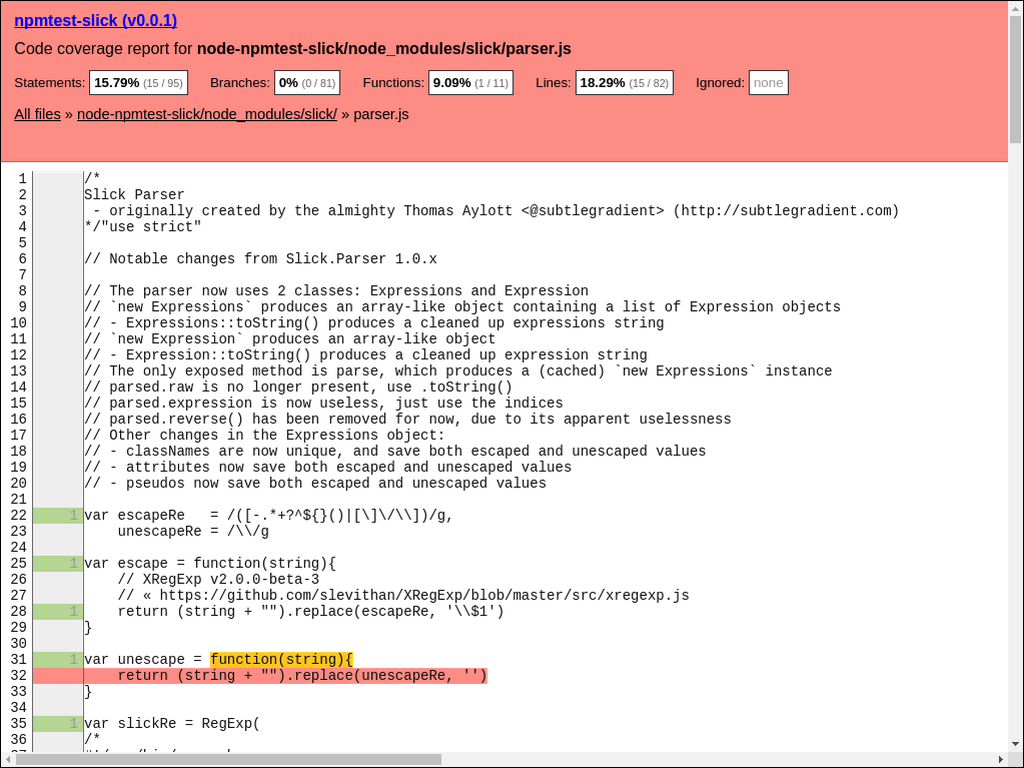 npmtest-slick (v0.0.1)
Code coverage report for node-npmtest-slick/node_modules/slick/parser.js
Statements: 15.79% (15 / 95) Branches: 0% (0 / 81) Functions: 9.09% (1 / 11) Lines: 18.29% (15 / 82) Ignored: none
All files » node-npmtest-slick/node_modules/slick/ » parser.js
1 /*
2 Slick Parser
3  - originally created by the almighty Thomas Aylott <@subtlegradient> (http://subtlegradient.com)
4 */"use strict"
5
6 // Notable changes from Slick.Parser 1.0.x
7
8 // The parser now uses 2 classes: Expressions and Expression
9 // `new Expressions` produces an array-like object containing a list of Expression objects
10 // - Expressions::toString() produces a cleaned up expressions string
11 // `new Expression` produces an array-like object
12 // - Expression::toString() produces a cleaned up expression string
13 // The only exposed method is parse, which produces a (cached) `new Expressions` instance
14 // parsed.raw is no longer present, use .toString()
15 // parsed.expression is now useless, just use the indices
16 // parsed.reverse() has been removed for now, due to its apparent uselessness
17 // Other changes in the Expressions object:
18 // - classNames are now unique, and save both escaped and unescaped values
19 // - attributes now save both escaped and unescaped values
20 // - pseudos now save both escaped and unescaped values
21
22 1 var escapeRe   = /([-.*+?^${}()|[\]\/\\])/g,
23     unescapeRe = /\\/g
24
25 1 var escape = function(string){
26     // XRegExp v2.0.0-beta-3
27     // « https://github.com/slevithan/XRegExp/blob/master/src/xregexp.js
28 1     return (string + "").replace(escapeRe, '\\$1')
29 }
30
31 1 var unescape = function(string){
32     return (string + "").replace(unescapeRe, '')
33 }
34
35 1 var slickRe = RegExp(
36 /*